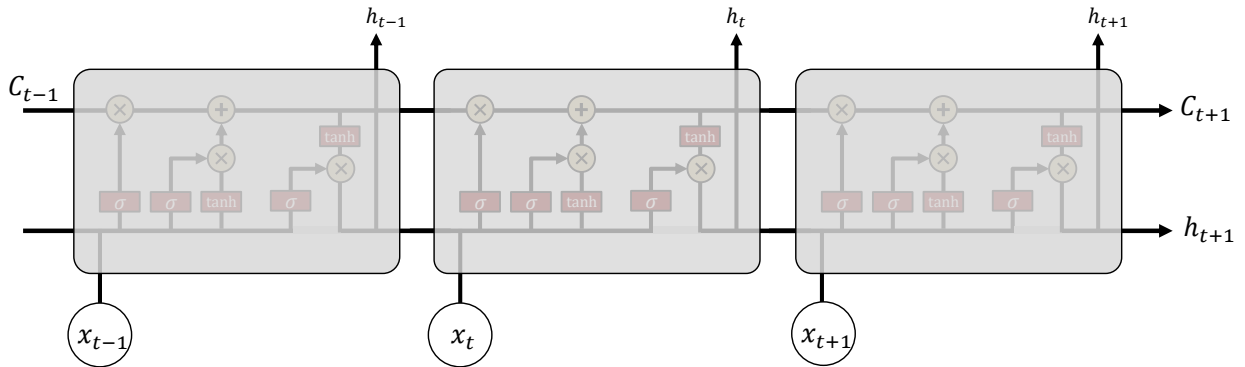 h_{t-1} h_t h_{t+1}
C_{t-1} C_{t+1}
× + × + × +
tanh tanh tanh
× × × × × ×
σ σ tanh σ σ σ tanh σ σ σ tanh σ
h_{t+1}
x_{t-1} x_t x_{t+1}